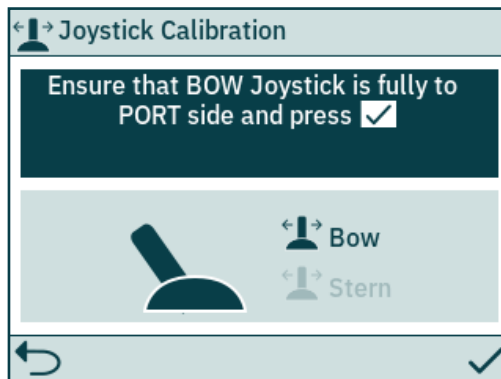 Joystick Calibration
Ensure that BOW Joystick is fully to
PORT side and press
Bow
Stern